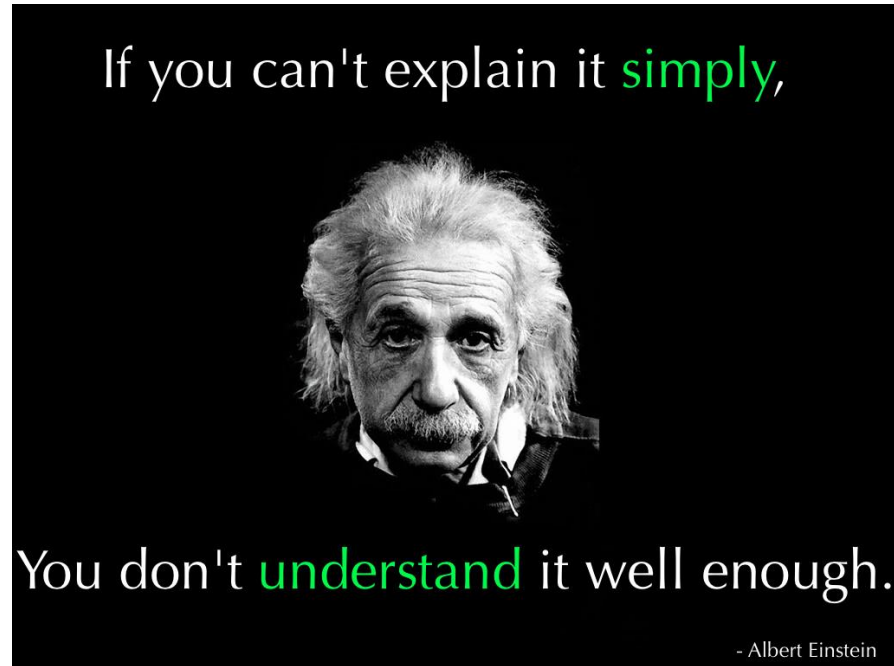 If you can't explain it simply,
You don't understand it well enough.
- Albert Einstein